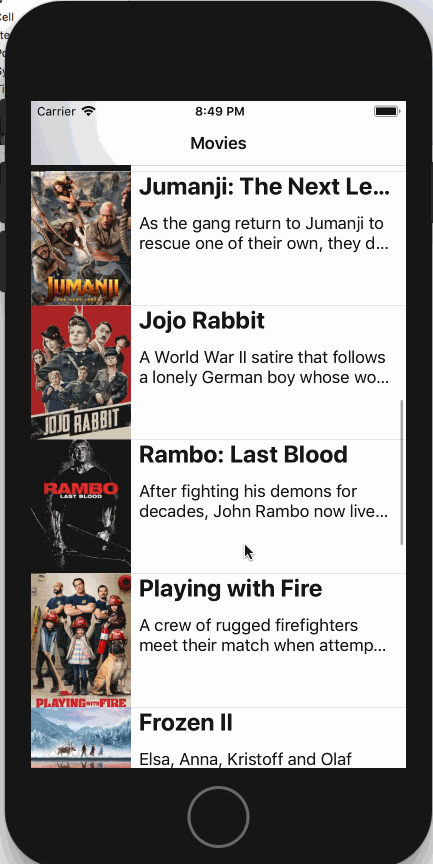 Cell
Carrier 8:49 PM
Movies
Jumanji: The Next Le...
As the gang return to Jumanji to
rescue one of their own, they d...
JUMANJI
Jojo Rabbit
A World War II satire that follows
a lonely German boy whose wo...
JOJO RABBIT
Rambo: Last Blood
After fighting his demons for
decades, John Rambo now live...
RAMBO
LAST BLOOD
Playing with Fire
A crew of rugged firefighters
meet their match when attemp...
PLAYING WITH FIRE
Frozen II
Elsa, Anna, Kristoff and Olaf